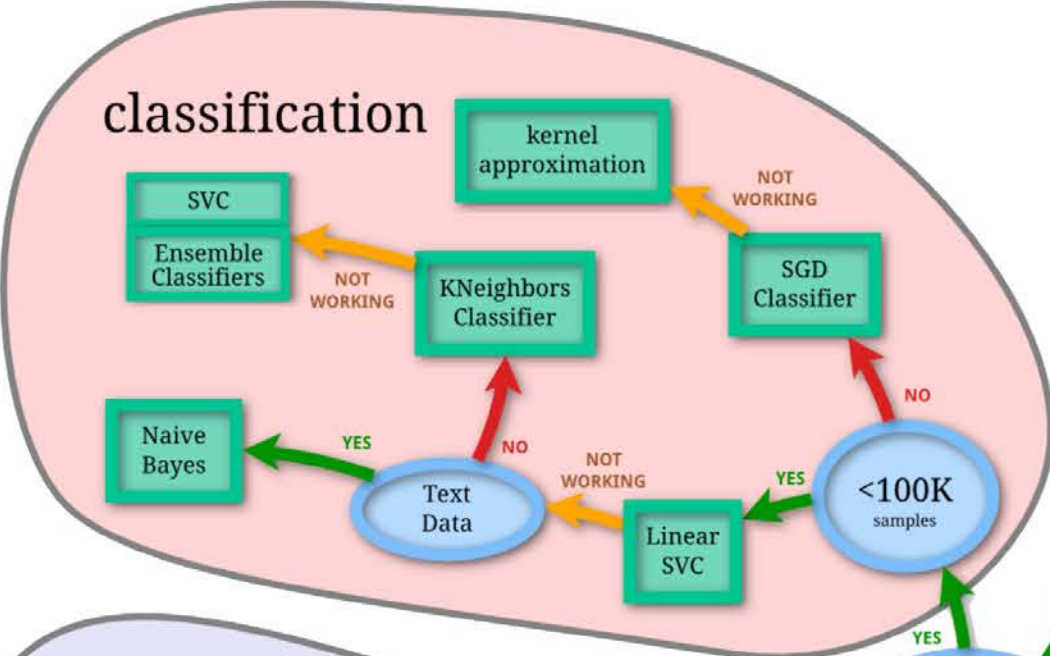 classification
kernel
approximation
NOT
WORKING
SVC
Ensemble
Classifiers
NOT
WORKING
KNeighbors
Classifier
SGD
Classifier
NO
Naive
Bayes
YES
NO
Text
Data
NOT
WORKING
Linear
SVC
YES
<100K
samples
YES